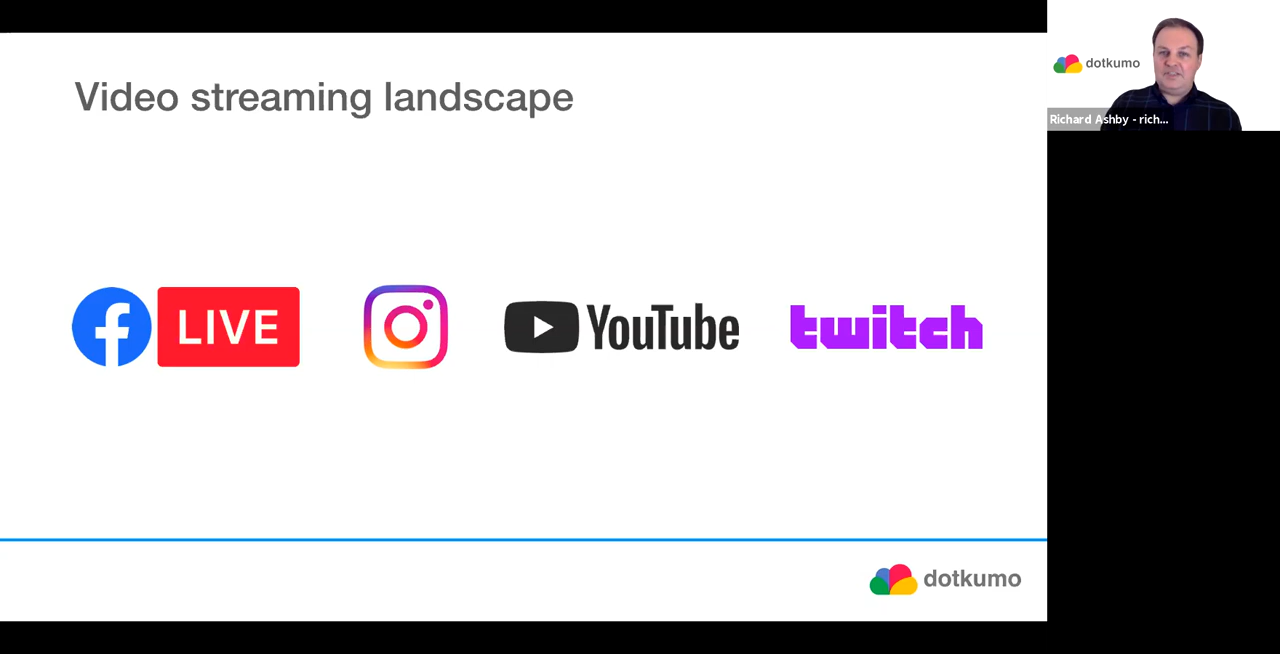 Video streaming landscape
dotkumo
Richard Ashby - rich...
LIVE
YouTube
twitch
dotkumo